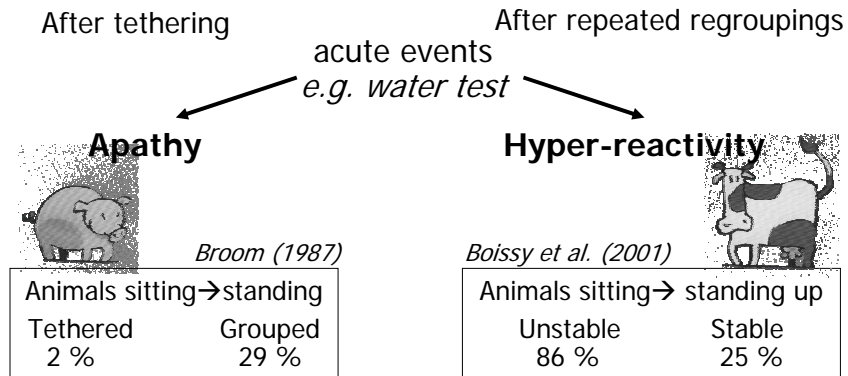 After tethering
After repeated regroupings
acute events
e.g. water test
Apathy
Hyper-reactivity
Broom (1987)
Boissy et al. (2001)
Animals sitting→standing
Tethered Grouped
2 % 29 %
Animals sitting→ standing up
Unstable Stable
86 % 25 %